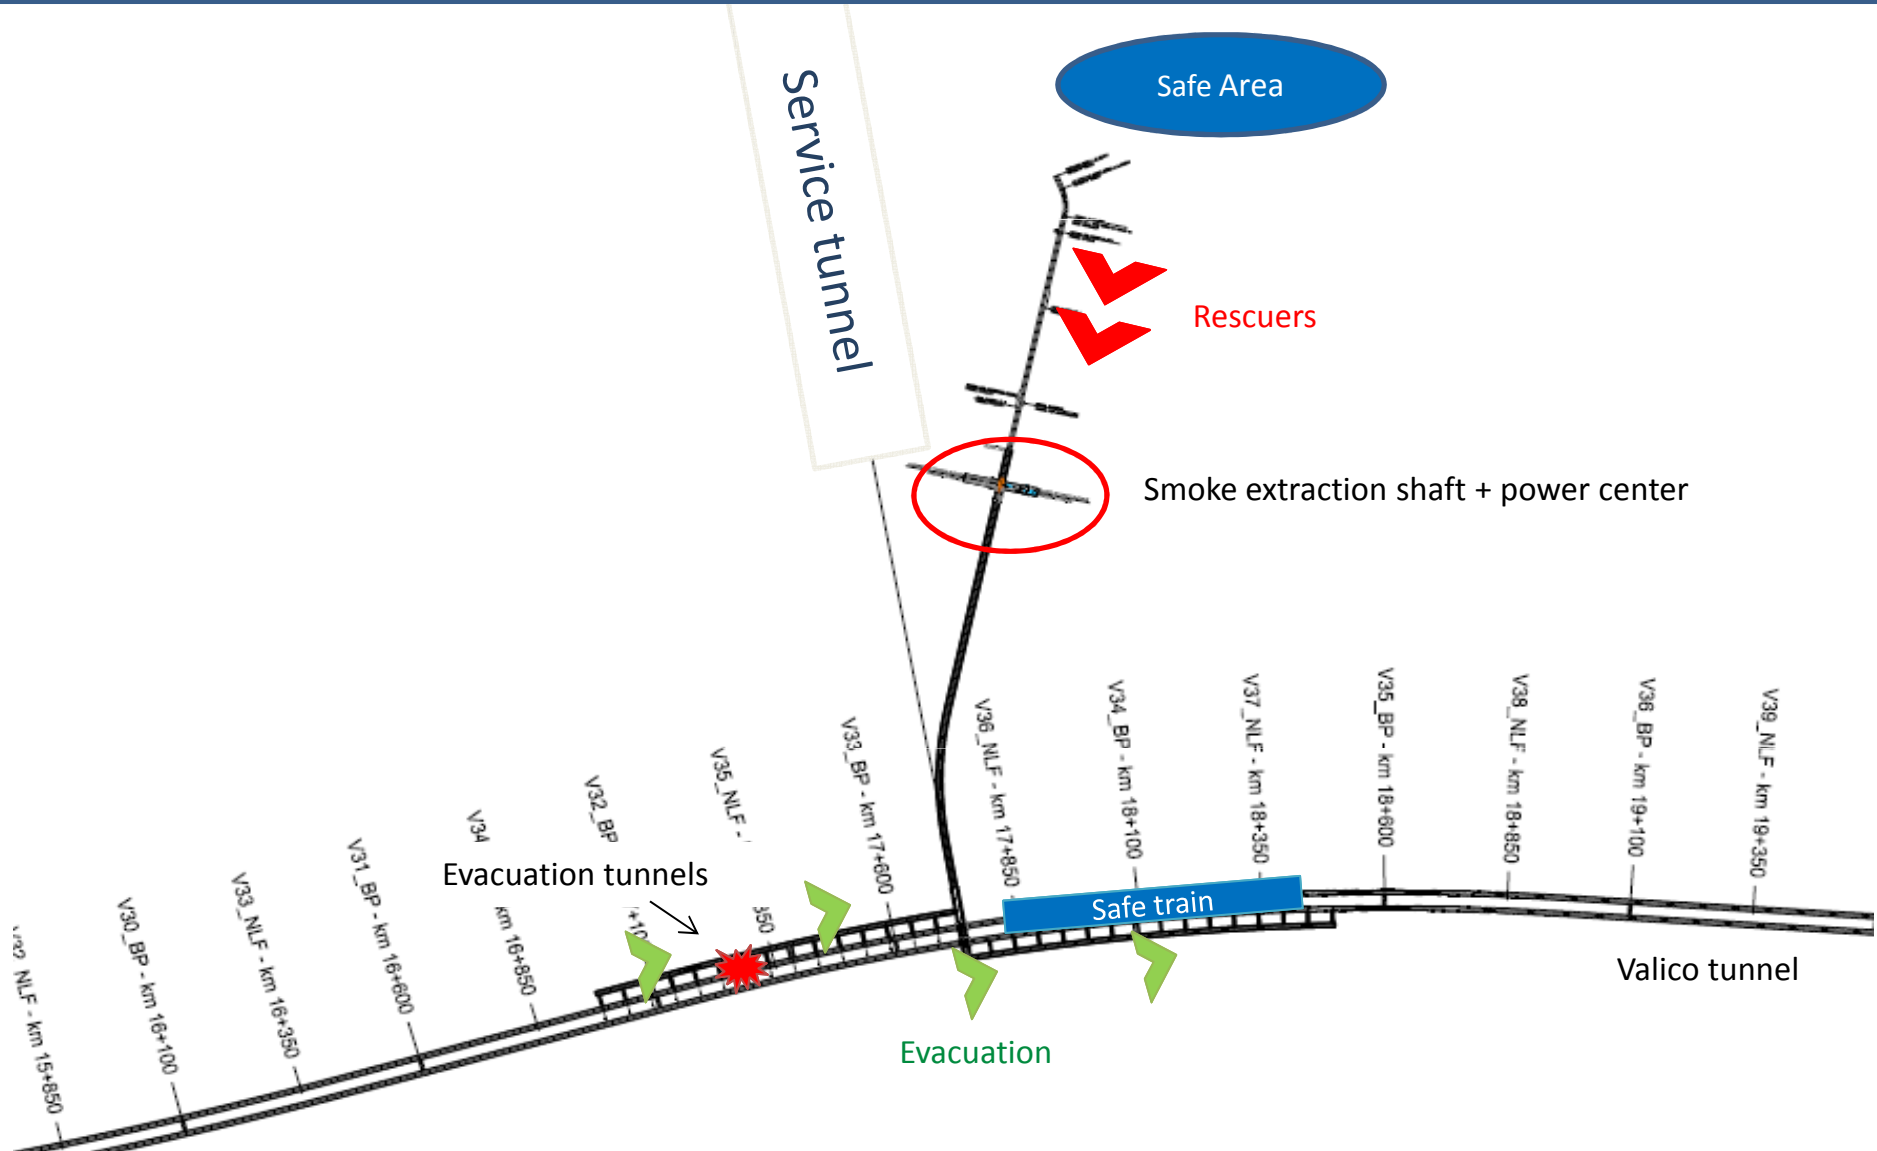 Safe Area
Service tunnel
Rescuers
Smoke extraction shaft + power center
NLF - km 15+850
V30_BP - km 16+100
V33_NLF - km 16+350
V31_BP - km 16+600
V34
km 16+850
V32_BP
V35_NLF -
V33_BP - km 17+600
V36_NLF - km 17+850
V34_BP - km 18+100
V37_NLF - km 18+350
V35_BP - km 18+600
V38_NLF - km 18+850
V36_BP - km 19+100
V39_NLF - km 19+350
Evacuation tunnels
Safe train
Valico tunnel
Evacuation